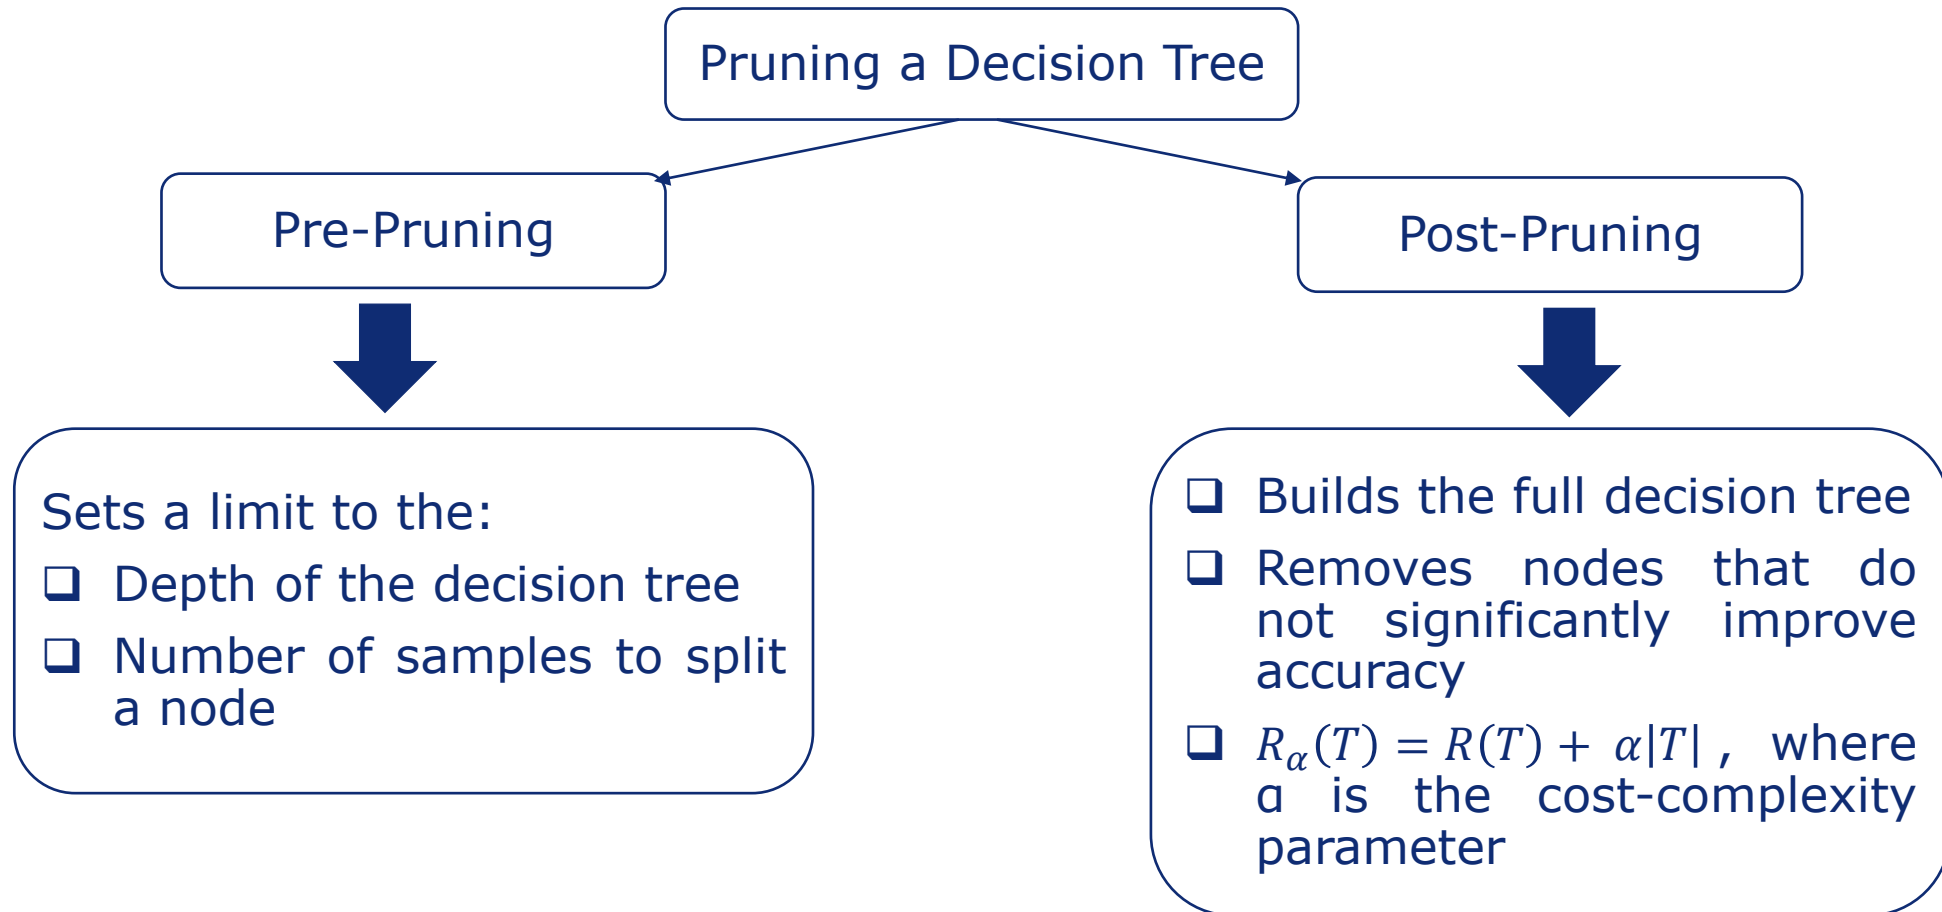 Pruning a Decision Tree
Pre-Pruning
Post-Pruning
Sets a limit to the:
❑ Depth of the decision tree
❑ Number of samples to split
a node
❑ Builds the full decision tree
❑ Removes nodes that do
not significantly improve
accuracy
❑ $R_α(T) = R(T) + α|T|$ , where
ɑ is the cost-complexity
parameter